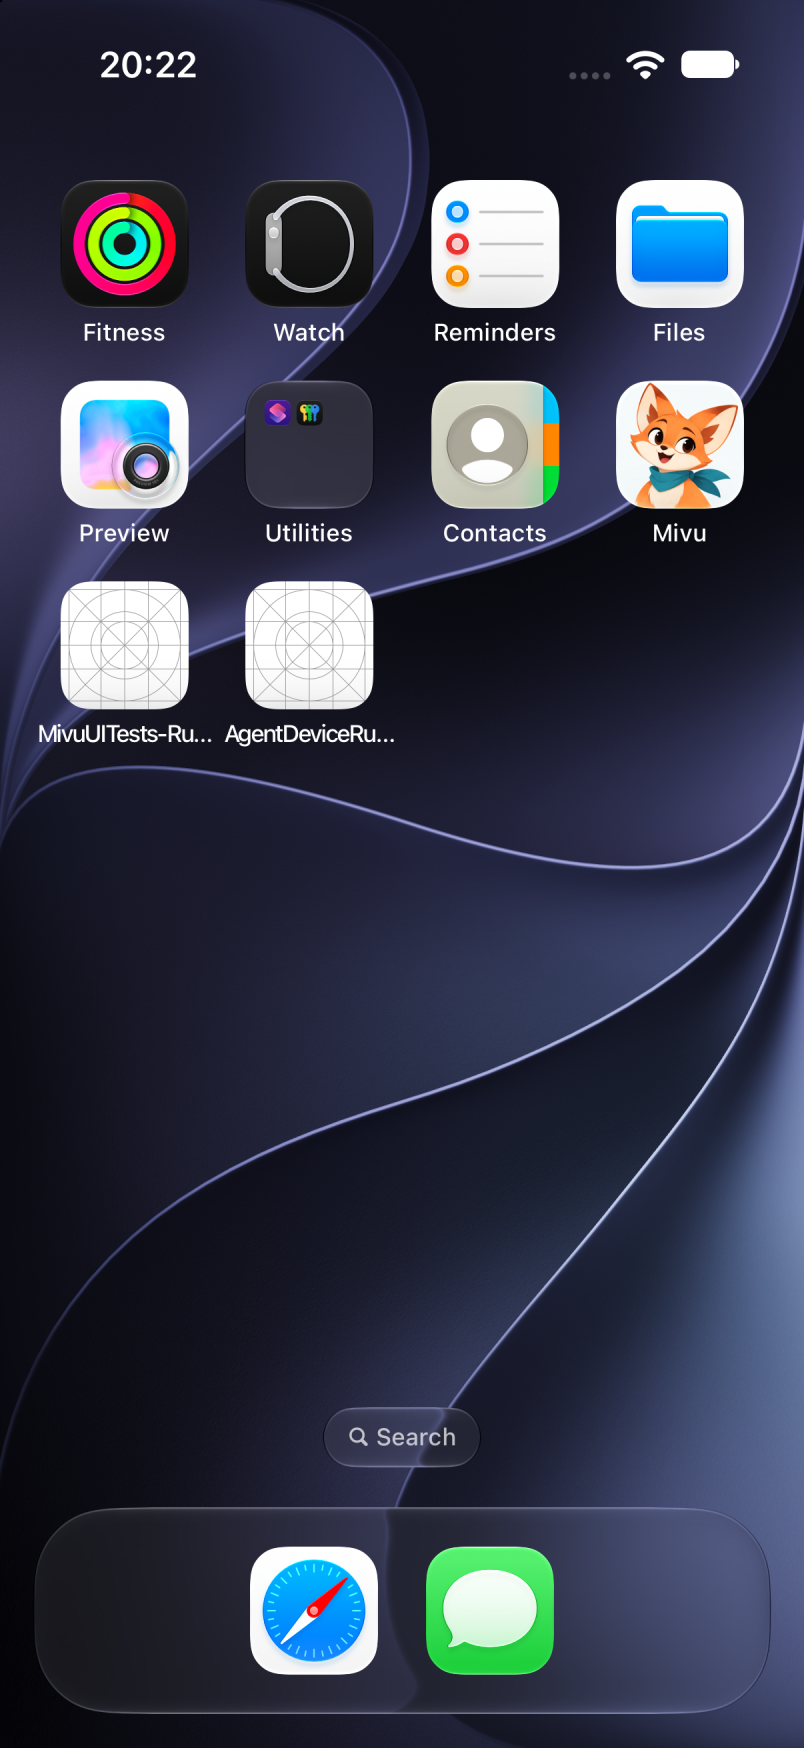 20:22
Fitness
Watch
Reminders
Files
Preview
Utilities
Contacts
Mivu
MivuUITests-Ru...
AgentDeviceRu...
Search